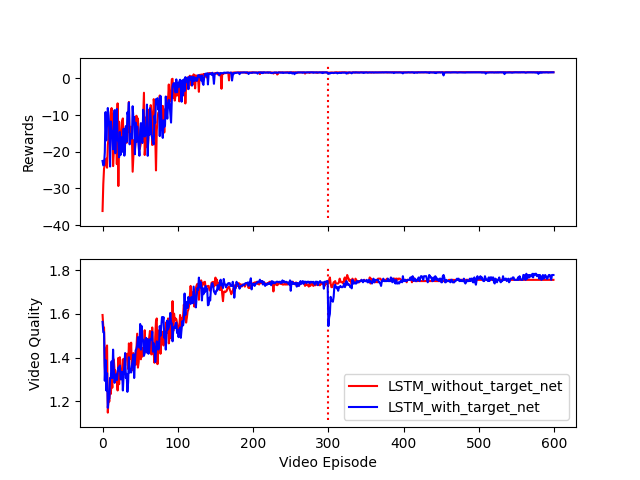 0
−10
−20
−30
−40
Rewards
1.8
1.6
1.4
1.2
Video Quality
LSTM_without_target_net
LSTM_with_target_net
0 100 200 300 400 500 600
Video Episode